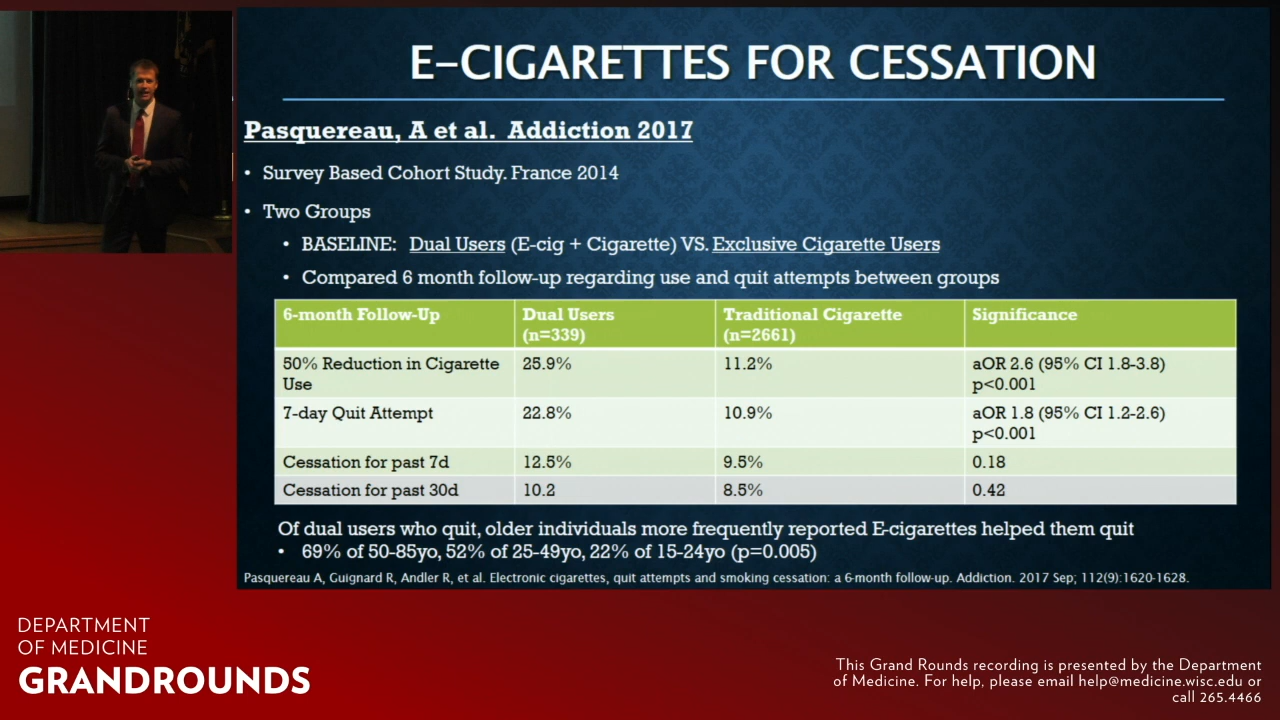 E-CIGARETTES FOR CESSATION
Pasquereau, A et al. Addiction 2017
• Survey Based Cohort Study. France 2014
• Two Groups
• BASELINE: Dual Users (E-cig + Cigarette) VS. Exclusive Cigarette Users
• Compared 6 month follow-up regarding use and quit attempts between groups
6-month Follow-Up Dual Users Traditional Cigarette Significance
(n=339) (n=2661)
50% Reduction in Cigarette 25.9% 11.2% aOR 2.6 (95% CI 1.8-3.8)
Use p<0.001
7-day Quit Attempt 22.8% 10.9% aOR 1.8 (95% CI 1.2-2.6)
p<0.001
Cessation for past 7d 12.5% 9.5% 0.18
Cessation for past 30d 10.2 8.5% 0.42
Of dual users who quit, older individuals more frequently reported E-cigarettes helped them quit
• 69% of 50-85yo, 52% of 25-49yo, 22% of 15-24yo (p=0.005)
Pasquereau A, Guignard R, Andler R, et al. Electronic cigarettes, quit attempts and smoking cessation: a 6-month follow-up. Addiction. 2017 Sep; 112(9):1620-1628.
DEPARTMENT
OF MEDICINE
GRANDROUNDS
This Grand Rounds recording is presented by the Department
of Medicine. For help, please email help@medicine.wisc.edu or
call 265.4466